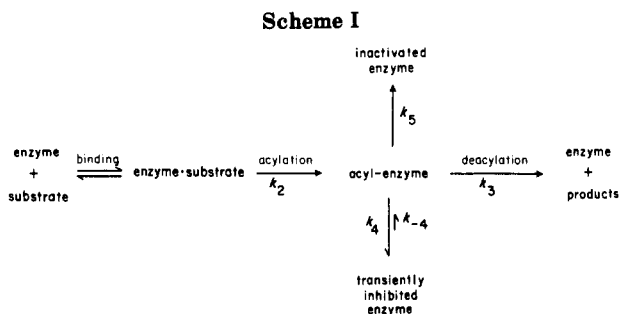 Scheme I
inactivated
enzyme
k5
enzyme
+
substrate
binding
enzyme·substrate
acylation
k2
acyl-enzyme
deacylation
k3
enzyme
+
products
k4
k-4
transiently
inhibited
enzyme